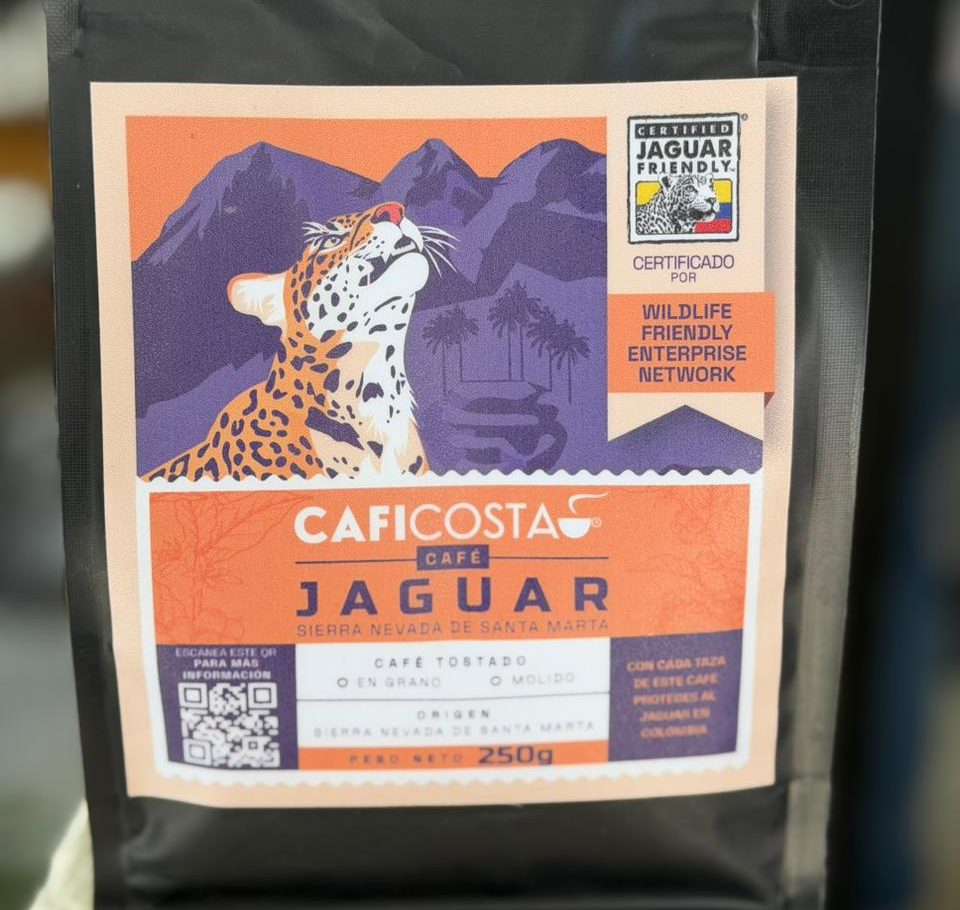 CERTIFIED
JAGUAR
FRIENDLY™
CERTIFICADO
POR
WILDLIFE
FRIENDLY
ENTERPRISE
NETWORK
CAFICOSTA
CAFÉ
JAGUAR
SIERRA NEVADA DE SANTA MARTA
ESCANEA ESTE QR
PARA MÁS
INFORMACIÓN
CAFÉ TOSTADO
O EN GRANO O MOLIDO
ORIGEN
SIERRA NEVADA DE SANTA MARTA
PESO NETO 250g
CON CADA TAZA
DE ESTE CAFÉ
PROTEGES AL
JAGUAR EN
COLOMBIA